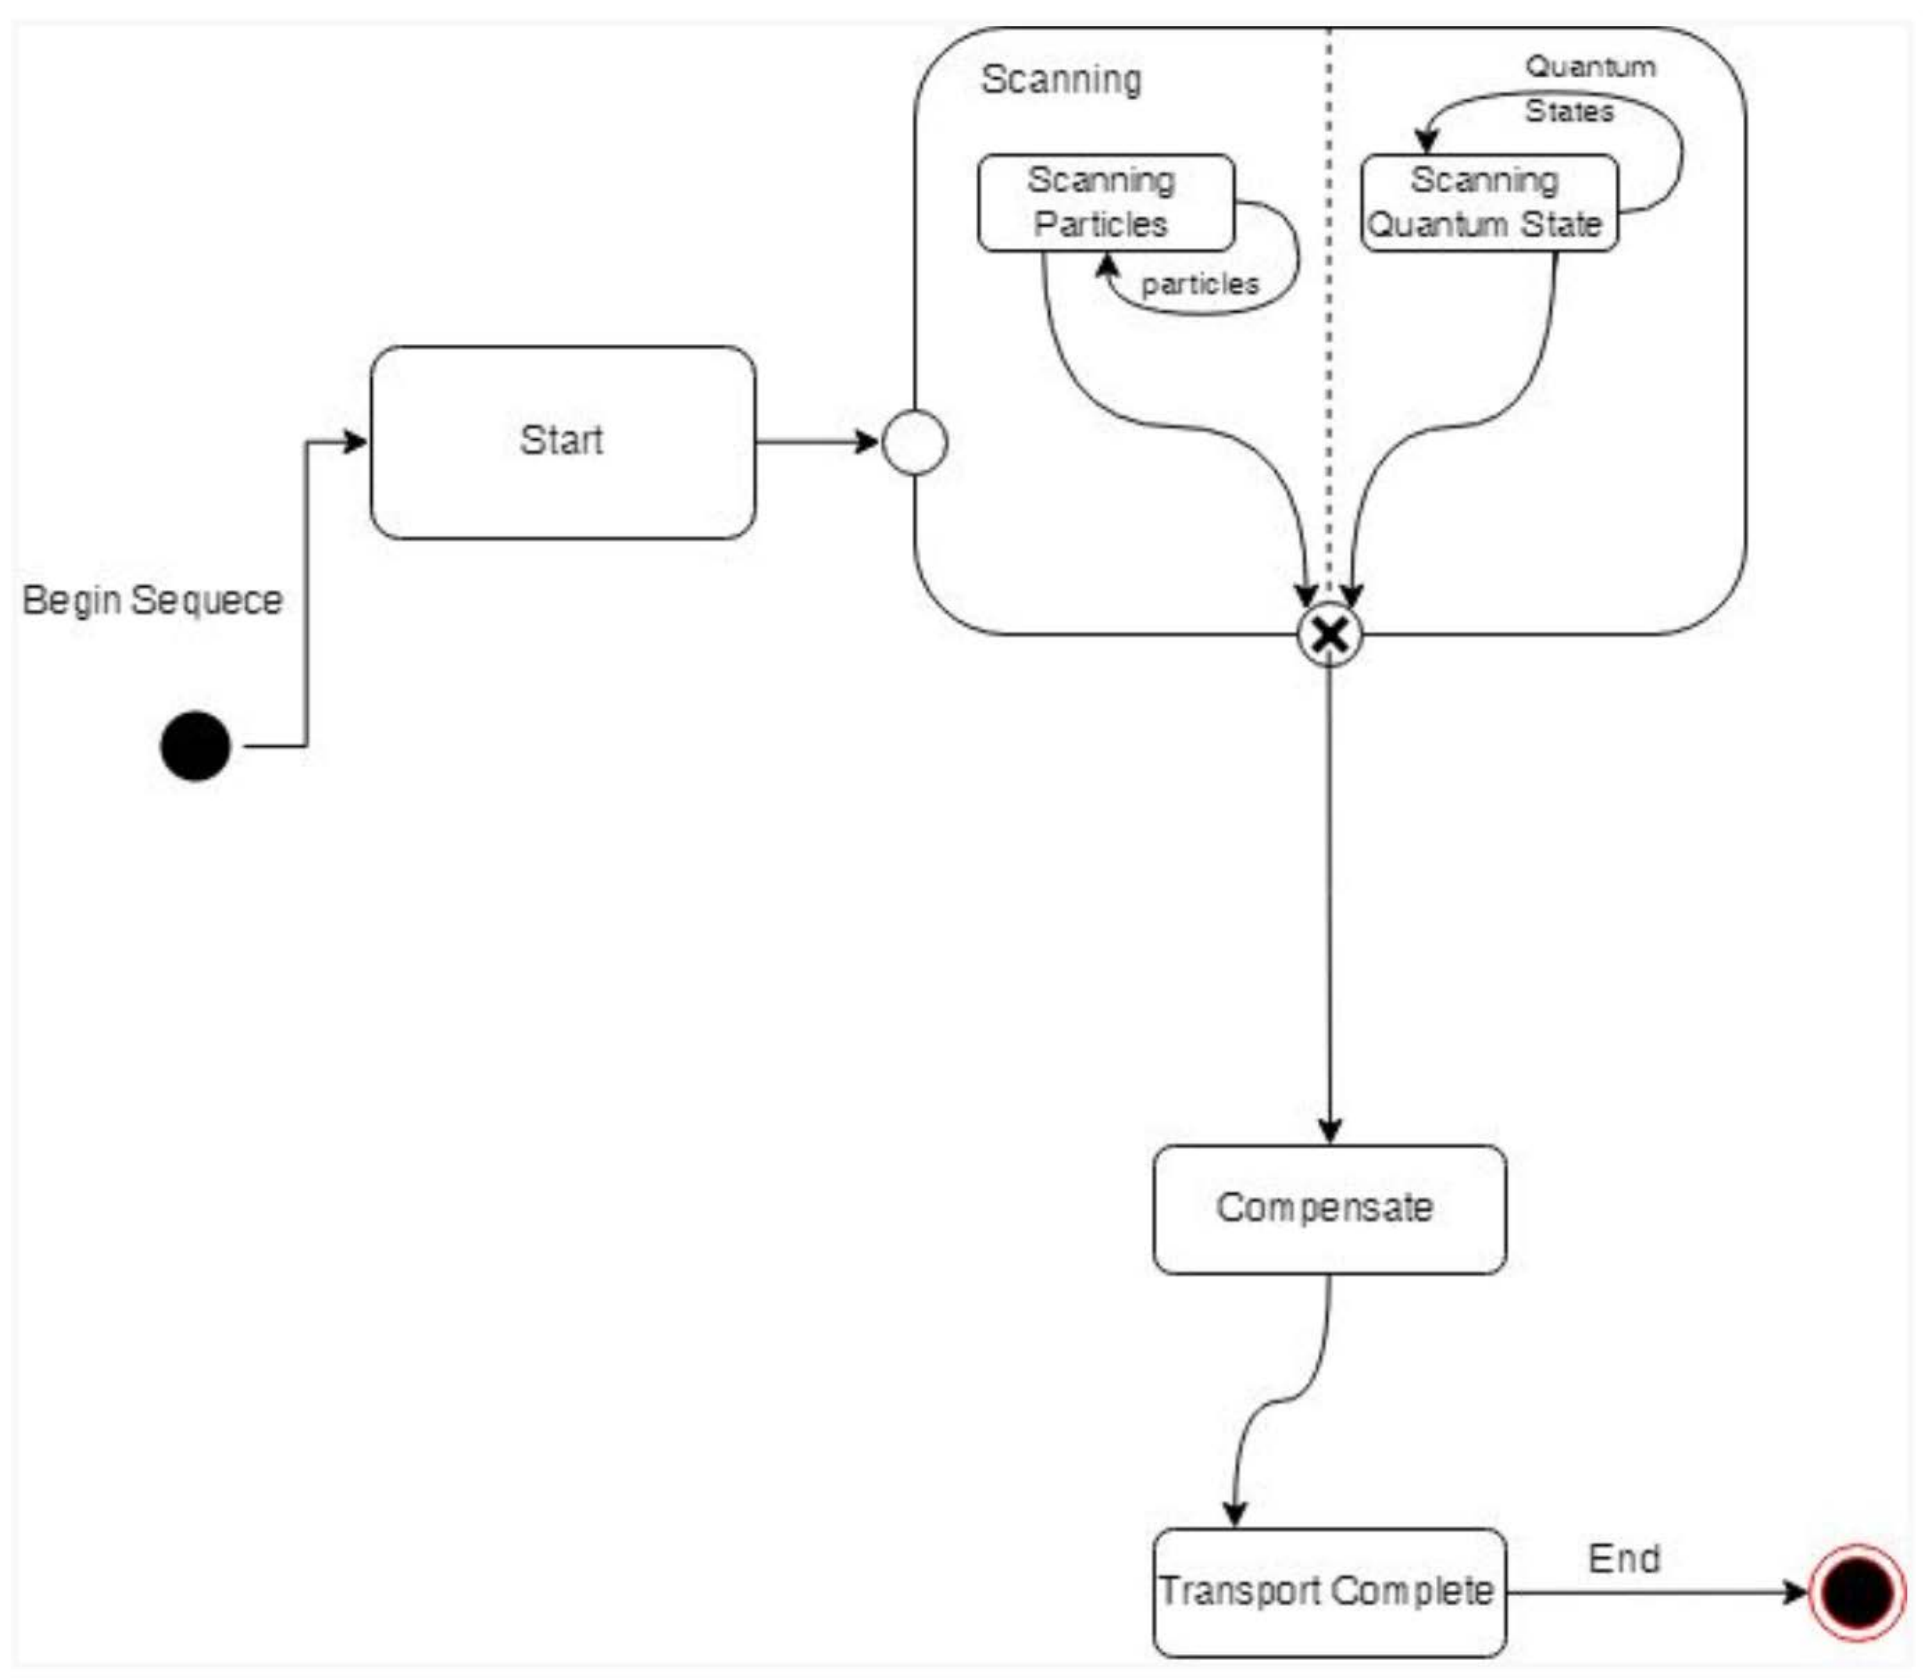 Scanning
Quantum
States
Scanning
Particles
Scanning
Quantum State
particles
Start
Begin Sequece
Compensate
Transport Complete
End